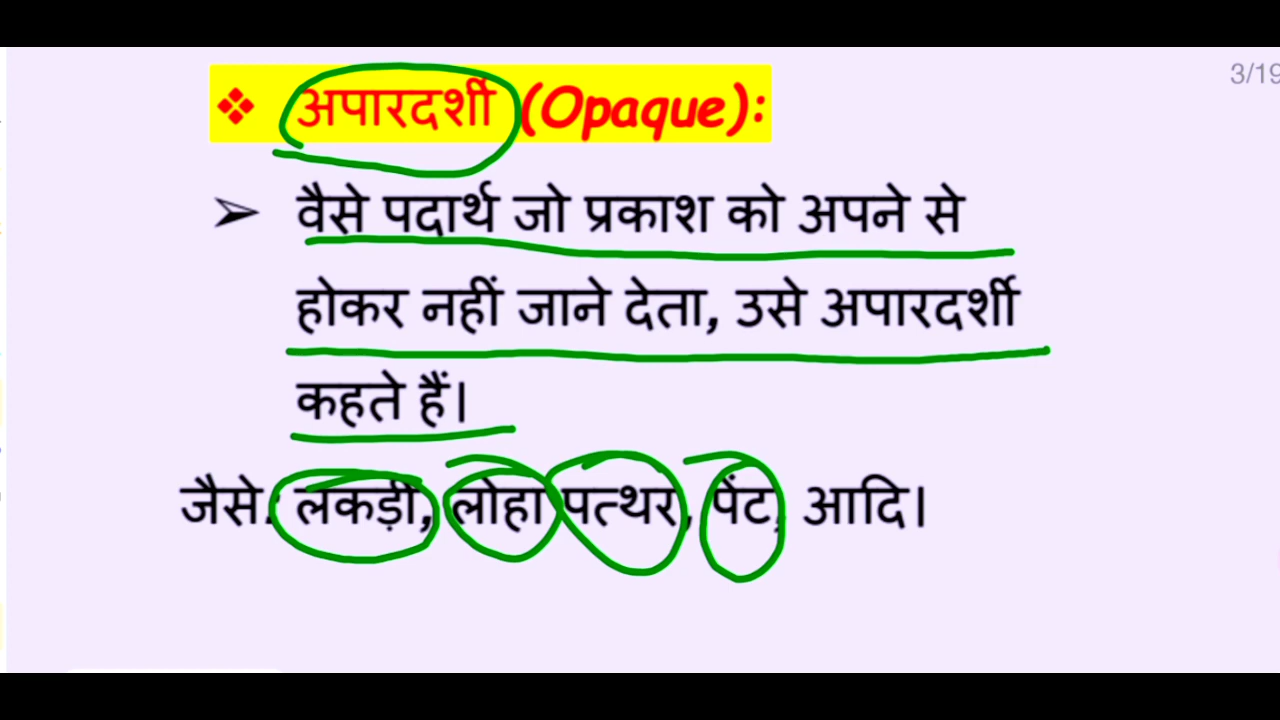 3/19
❖ अपारदर्शी (Opaque):
➢ वैसे पदार्थ जो प्रकाश को अपने से
होकर नहीं जाने देता, उसे अपारदर्शी
कहते हैं।
जैसे: लकड़ी, लोहा पत्थर, पेंट, आदि।